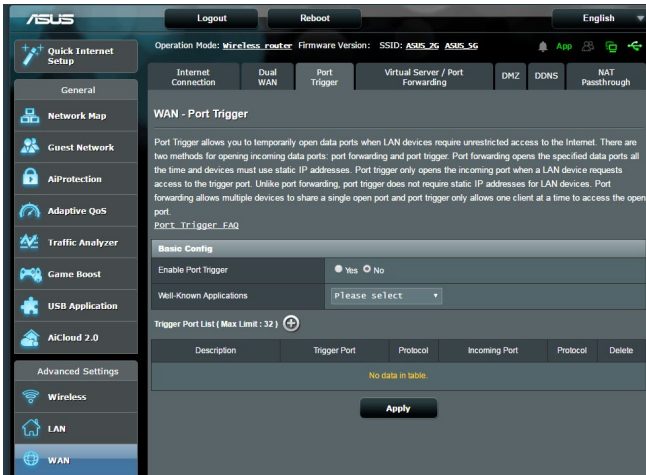 ASUS
Logout
Reboot
English
Quick Internet
Setup
Operation Mode: Wireless router Firmware Version: SSID: ASUS_2G ASUS_5G
App
Internet
Connection
Dual
WAN
Port
Trigger
Virtual Server / Port
Forwarding
DMZ
DDNS
NAT
Passthrough
General
Network Map
Guest Network
AiProtection
Adaptive QoS
Traffic Analyzer
Game Boost
USB Application
AiCloud 2.0
Advanced Settings
Wireless
LAN
WAN
WAN - Port Trigger
Port Trigger allows you to temporarily open data ports when LAN devices require unrestricted access to the Internet. There are
two methods for opening incoming data ports: port forwarding and port trigger. Port forwarding opens the specified data ports all
the time and devices must use static IP addresses. Port trigger only opens the incoming port when a LAN device requests
access to the trigger port. Unlike port forwarding, port trigger does not require static IP addresses for LAN devices. Port
forwarding allows multiple devices to share a single open port and port trigger only allows one client at a time to access the open
port.
Port Trigger FAQ
Basic Config
Enable Port Trigger
Yes No
Well-Known Applications
Please select
Trigger Port List ( Max Limit : 32 )
Description Trigger Port Protocol Incoming Port Protocol Delete
No data in table.
Apply